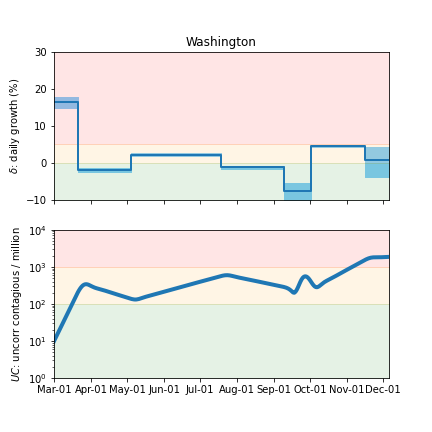 Washington
δ: daily growth (%)
30
20
10
0
−10
UC: uncorr contagious / million
10⁴
10³
10²
10¹
10⁰
Mar-01 Apr-01 May-01 Jun-01 Jul-01 Aug-01 Sep-01 Oct-01 Nov-01 Dec-01